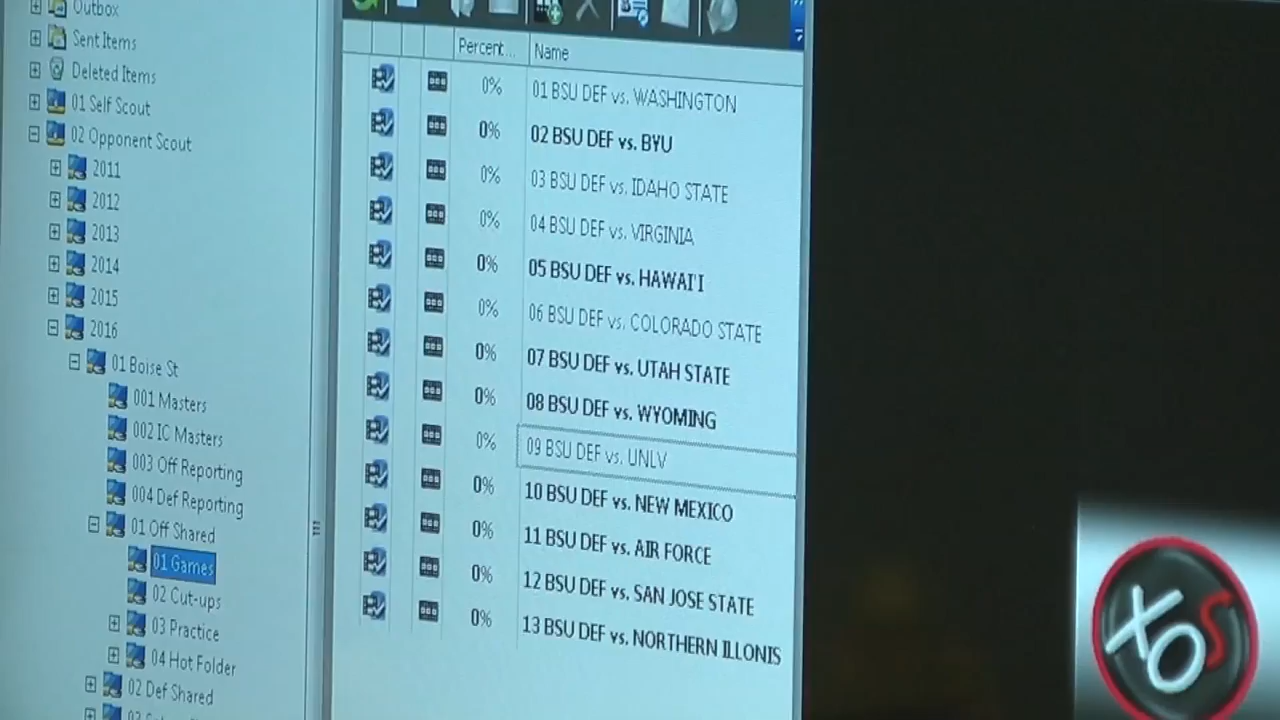 Outbox
Sent Items
Deleted Items
01 Self Scout
02 Opponent Scout
2011
2012
2013
2014
2015
2016
01 Boise St
001 Masters
002 IC Masters
003 Off Reporting
004 Def Reporting
01 Off Shared
01 Games
02 Cut-ups
03 Practice
04 Hot Folder
02 Def Shared
Percent... Name
0% 01 BSU DEF vs. WASHINGTON
0% 02 BSU DEF vs. BYU
0% 03 BSU DEF vs. IDAHO STATE
0% 04 BSU DEF vs. VIRGINIA
0% 05 BSU DEF vs. HAWAI'I
0% 06 BSU DEF vs. COLORADO STATE
0% 07 BSU DEF vs. UTAH STATE
0% 08 BSU DEF vs. WYOMING
0% 09 BSU DEF vs. UNLV
0% 10 BSU DEF vs. NEW MEXICO
0% 11 BSU DEF vs. AIR FORCE
0% 12 BSU DEF vs. SAN JOSE STATE
0% 13 BSU DEF vs. NORTHERN ILLONIS
XOS